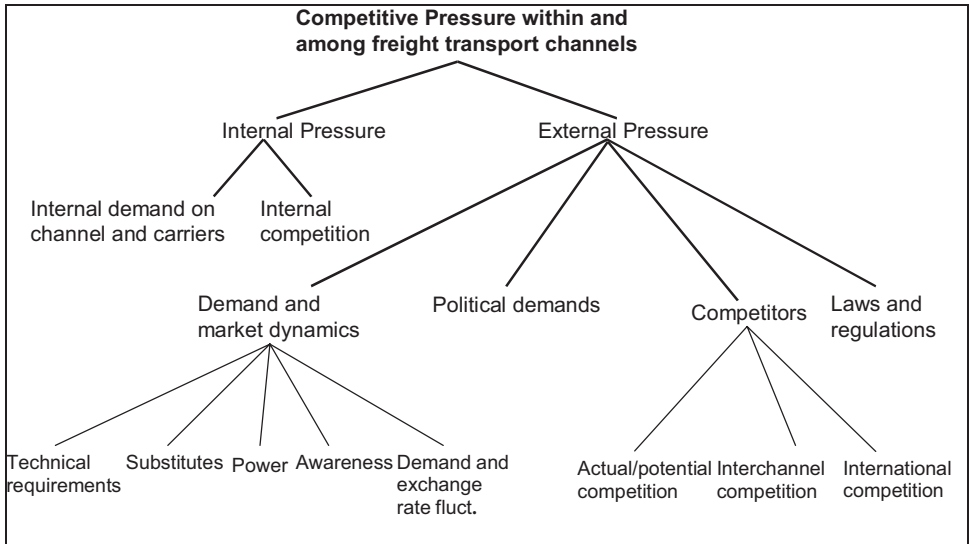 Competitive Pressure within and
among freight transport channels
Internal Pressure
External Pressure
Internal demand on
channel and carriers
Internal
competition
Demand and
market dynamics
Political demands
Competitors
Laws and
regulations
Technical
requirements
Substitutes
Power
Awareness
Demand and
exchange
rate fluct.
Actual/potential
competition
Interchannel
competition
International
competition